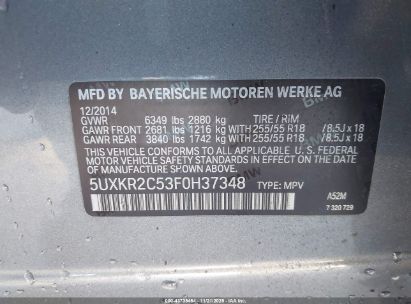 MFD BY BAYERISCHE MOTOREN WERKE AG
12/2014
GVWR 6349 lbs 2880 kg TIRE / RIM
GAWR FRONT 2681 lbs 1216 kg WITH 255/55 R18 / 8.5J x 18
GAWR REAR 3840 lbs 1742 kg WITH 255/55 R18 / 8.5J x 18
THIS VEHICLE CONFORMS TO ALL APPLICABLE U. S. FEDERAL
MOTOR VEHICLE SAFETY AND THEFT PREVENTION STANDARDS
IN EFFECT ON THE DATE OF MANUFACTURE SHOWN ABOVE.
5UXKR2C53F0H37348 TYPE: MPV A52M
7 320 729